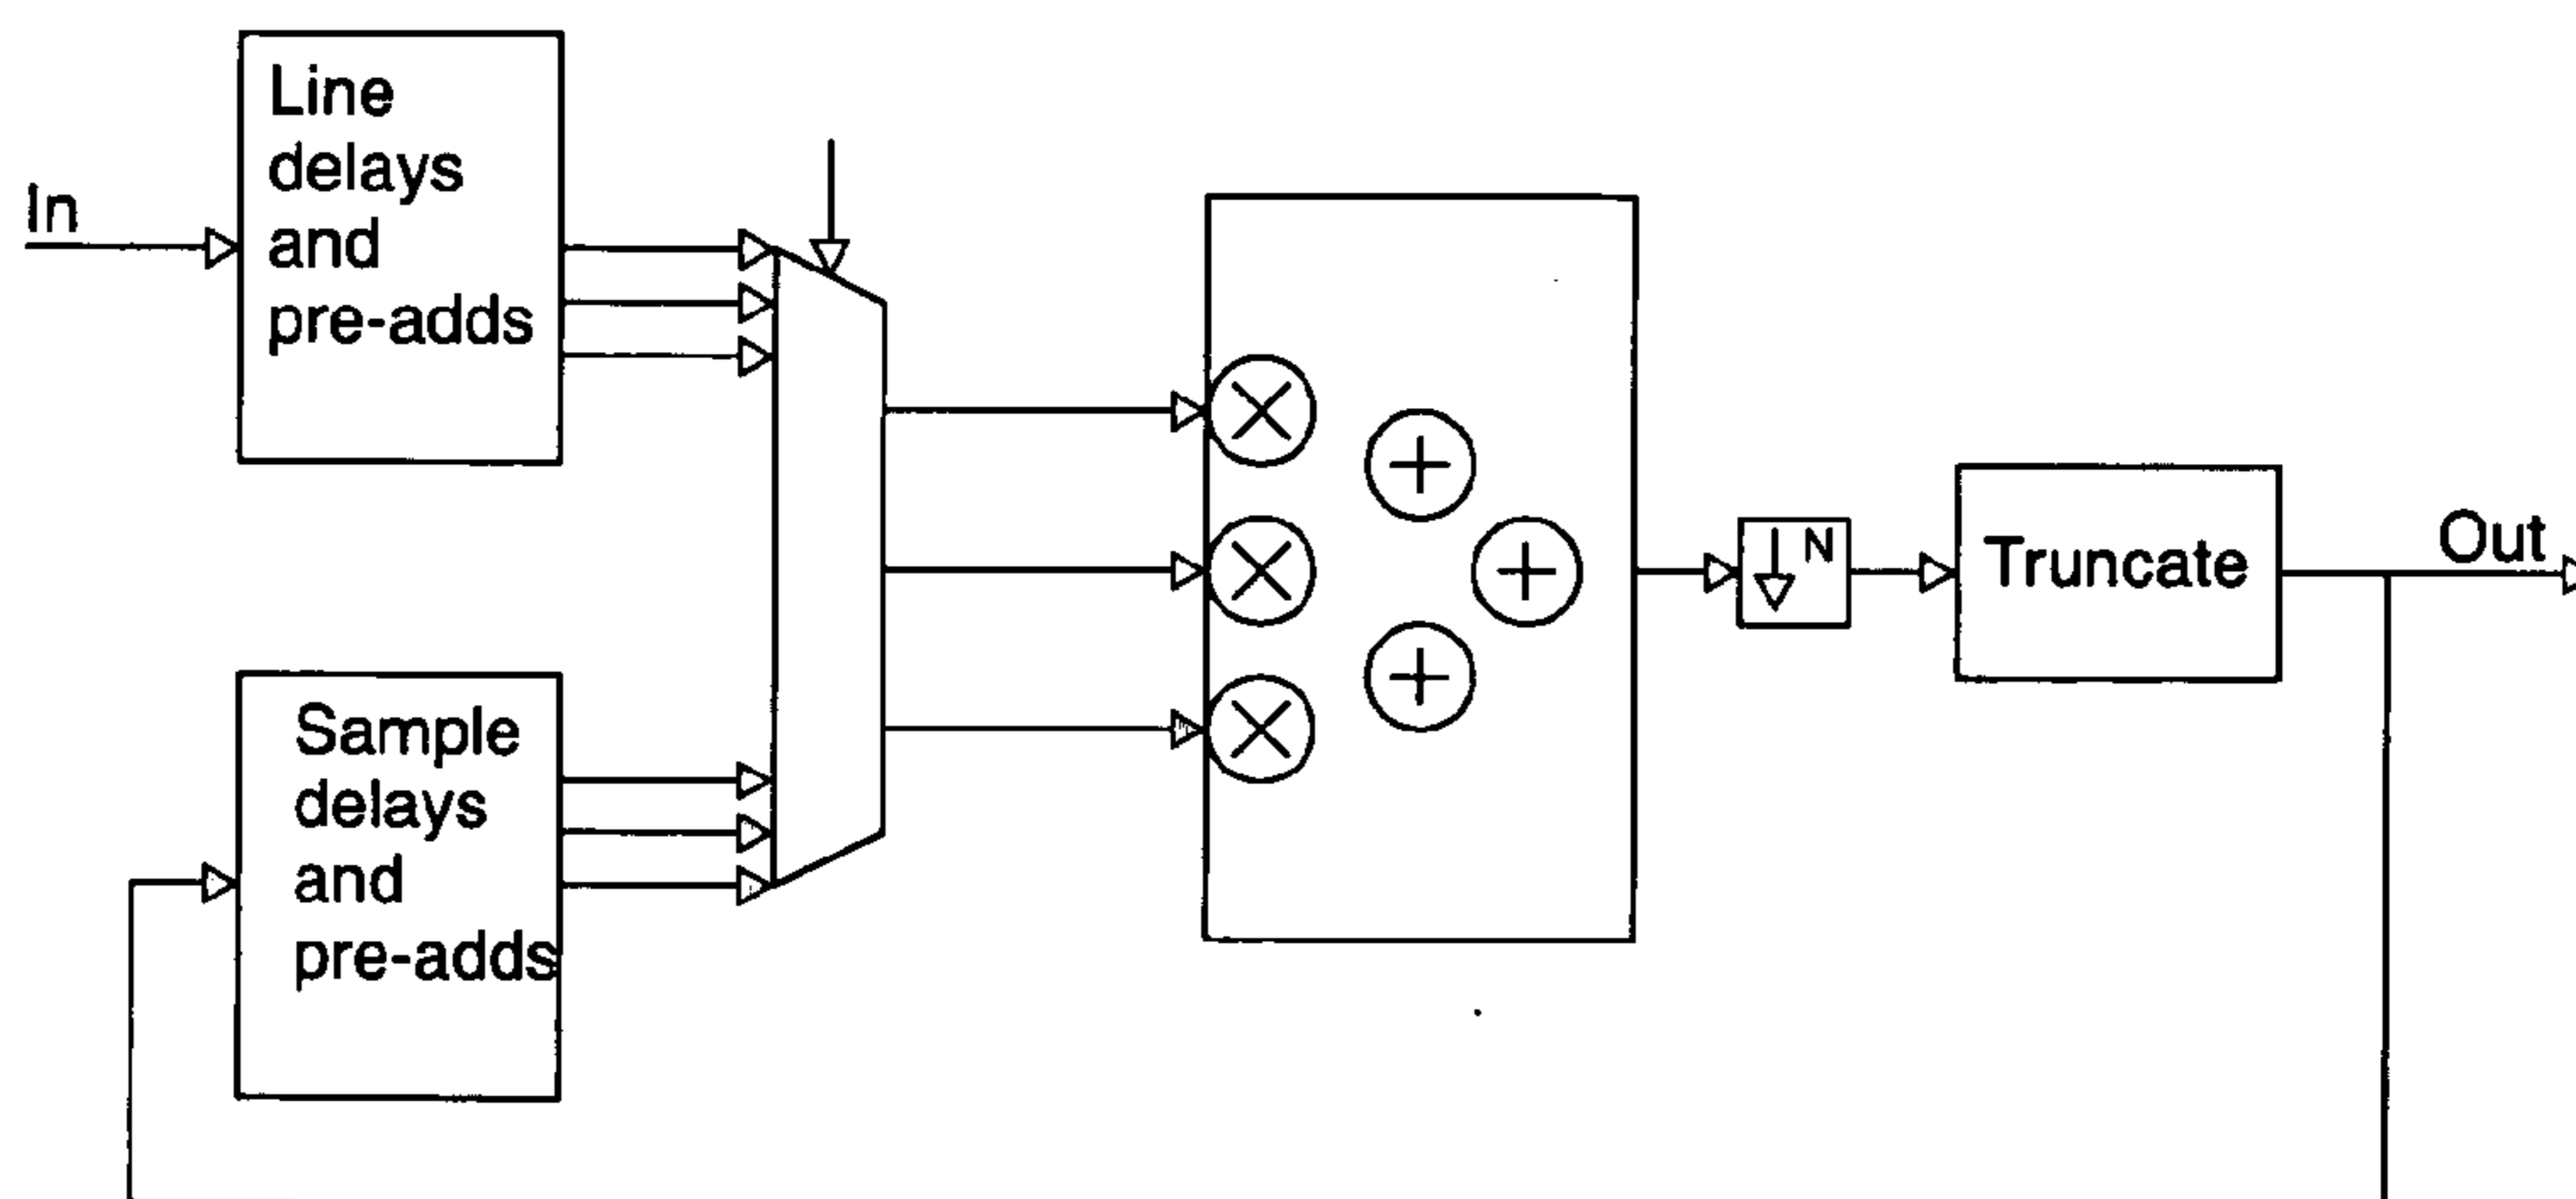 Line
delays
and
pre-adds
In
N
Truncate
Out
Sample
delays
and
pre-adds